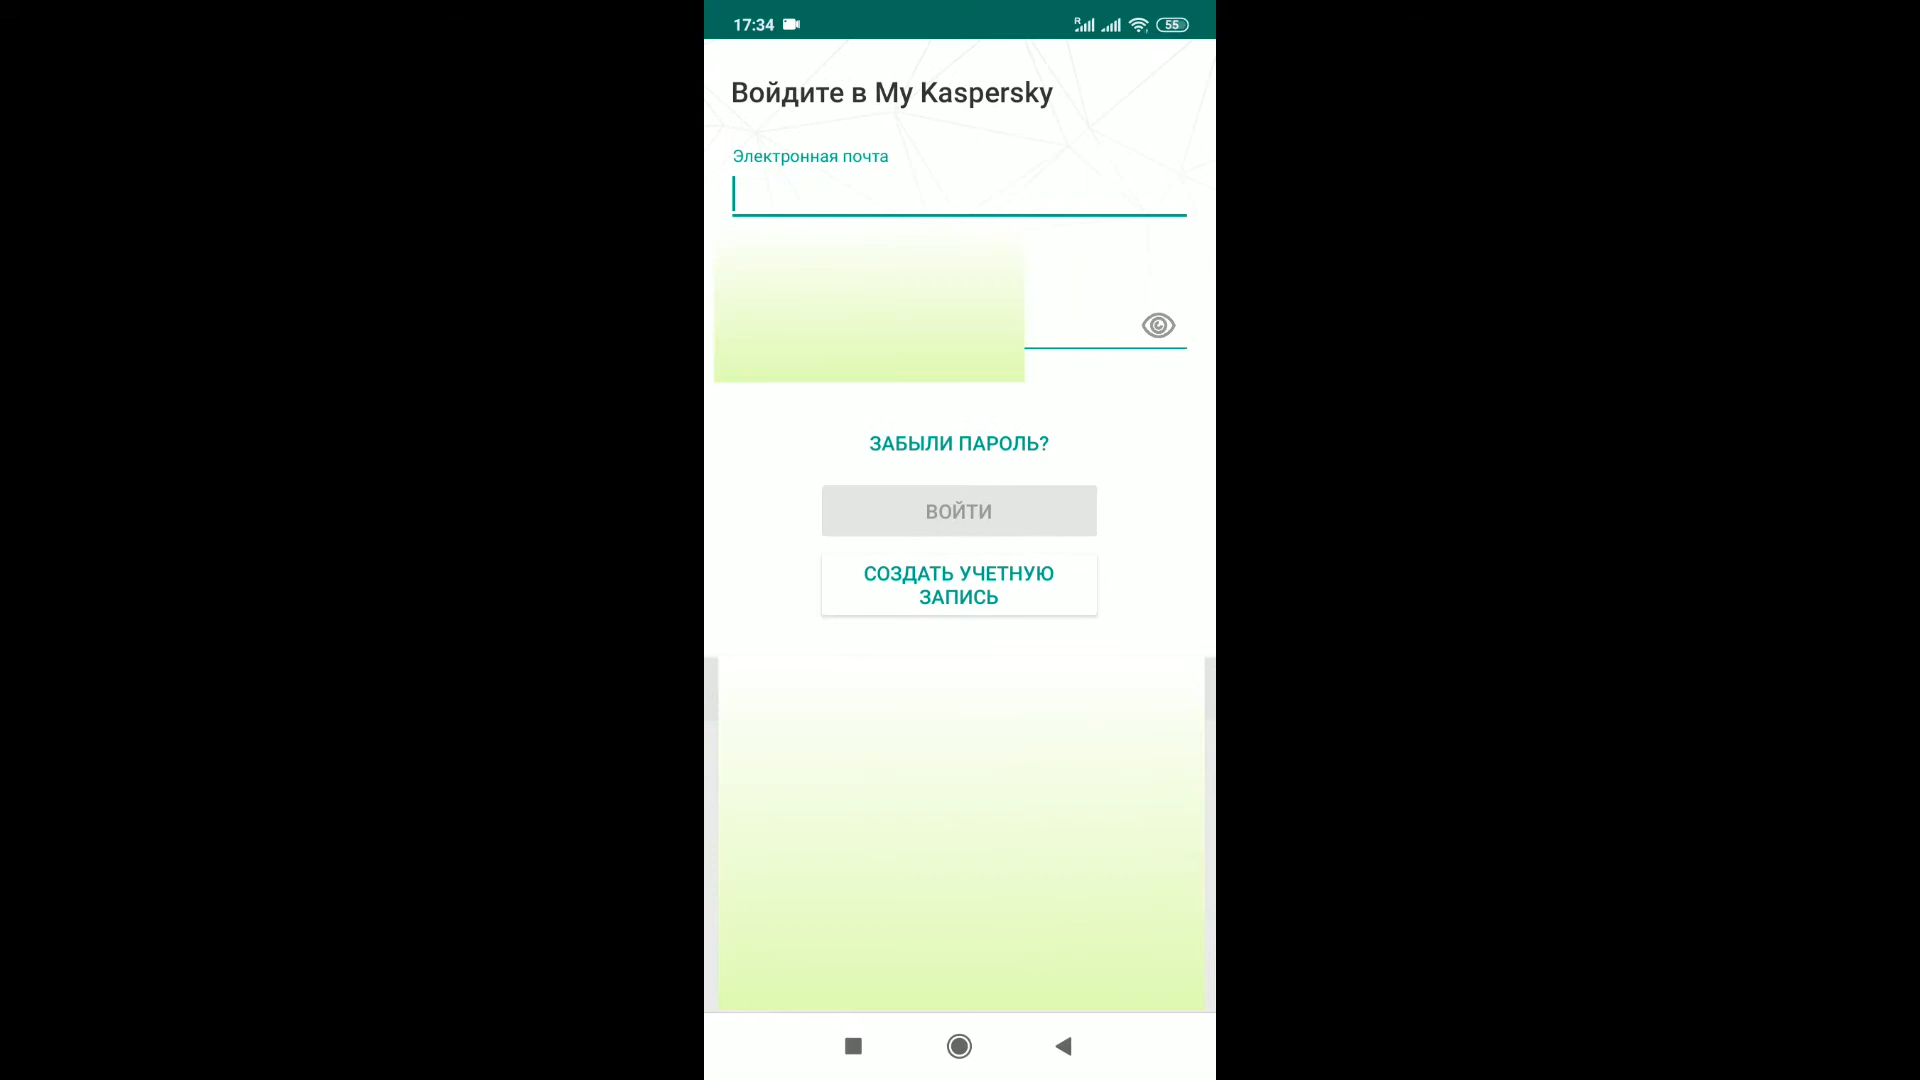 17:34
R
55
Войдите в My Kaspersky
Электронная почта
ЗАБЫЛИ ПАРОЛЬ?
ВОЙТИ
СОЗДАТЬ УЧЕТНУЮ
ЗАПИСЬ